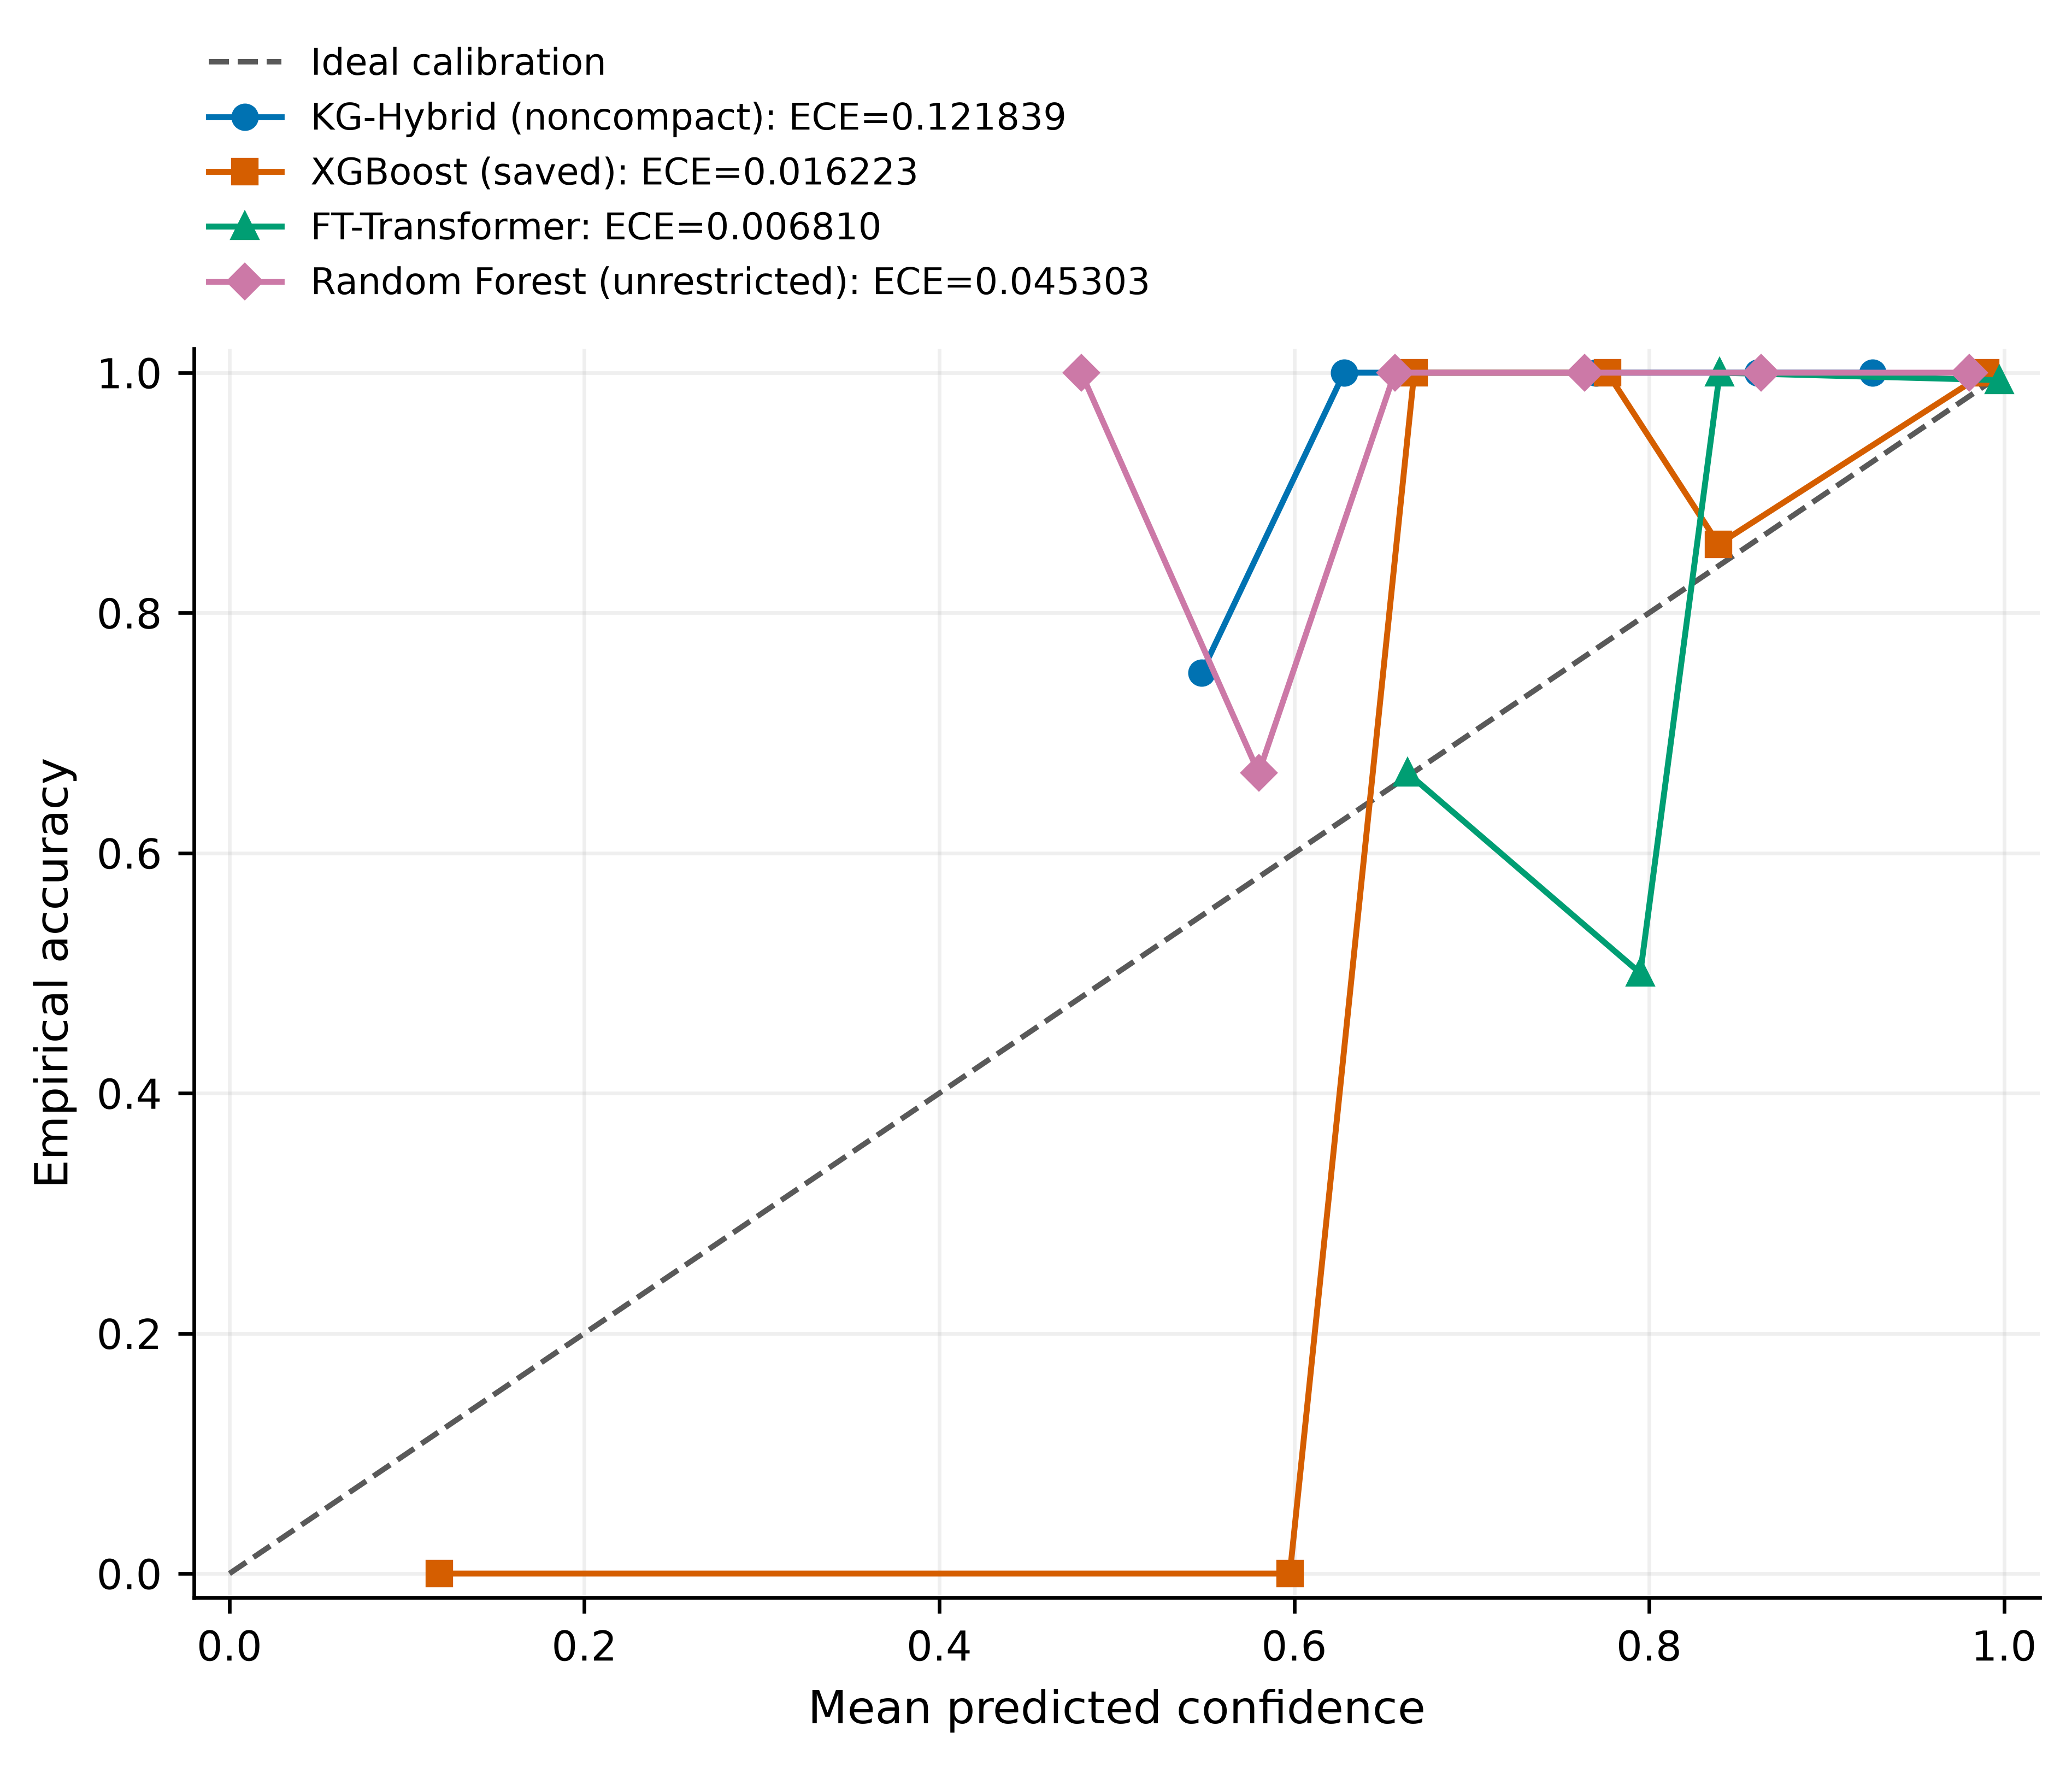 Ideal calibration
KG-Hybrid (noncompact): ECE=0.121839
XGBoost (saved): ECE=0.016223
FT-Transformer: ECE=0.006810
Random Forest (unrestricted): ECE=0.045303
1.0
0.8
0.6
0.4
0.2
0.0
Empirical accuracy
0.0 0.2 0.4 0.6 0.8 1.0
Mean predicted confidence